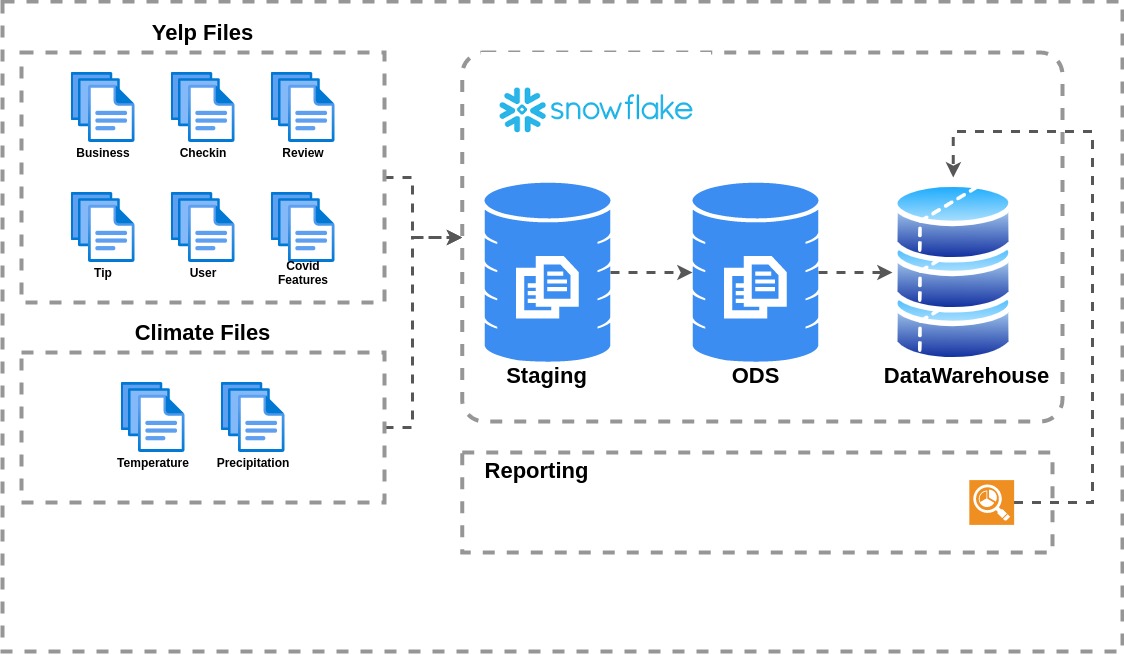 Yelp Files
Business
Checkin
Review
Tip
User
Covid
Features
Climate Files
Temperature
Precipitation
snowflake
Staging
ODS
DataWarehouse
Reporting